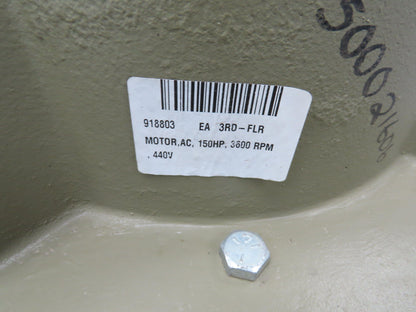 918803 EA 3RD-FLR
MOTOR,AC, 150HP, 3600 RPM
, 440V